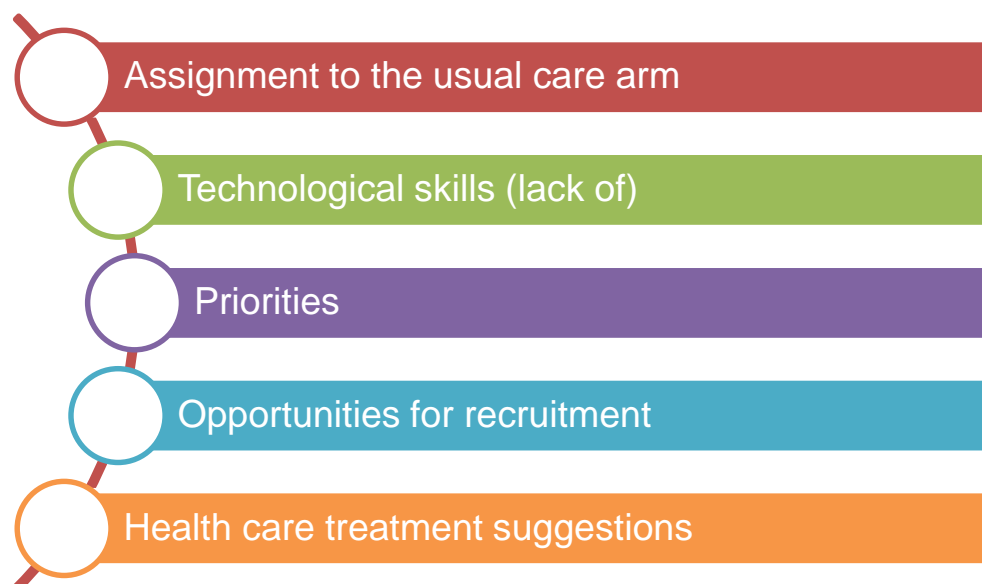 Assignment to the usual care arm
Technological skills (lack of)
Priorities
Opportunities for recruitment
Health care treatment suggestions